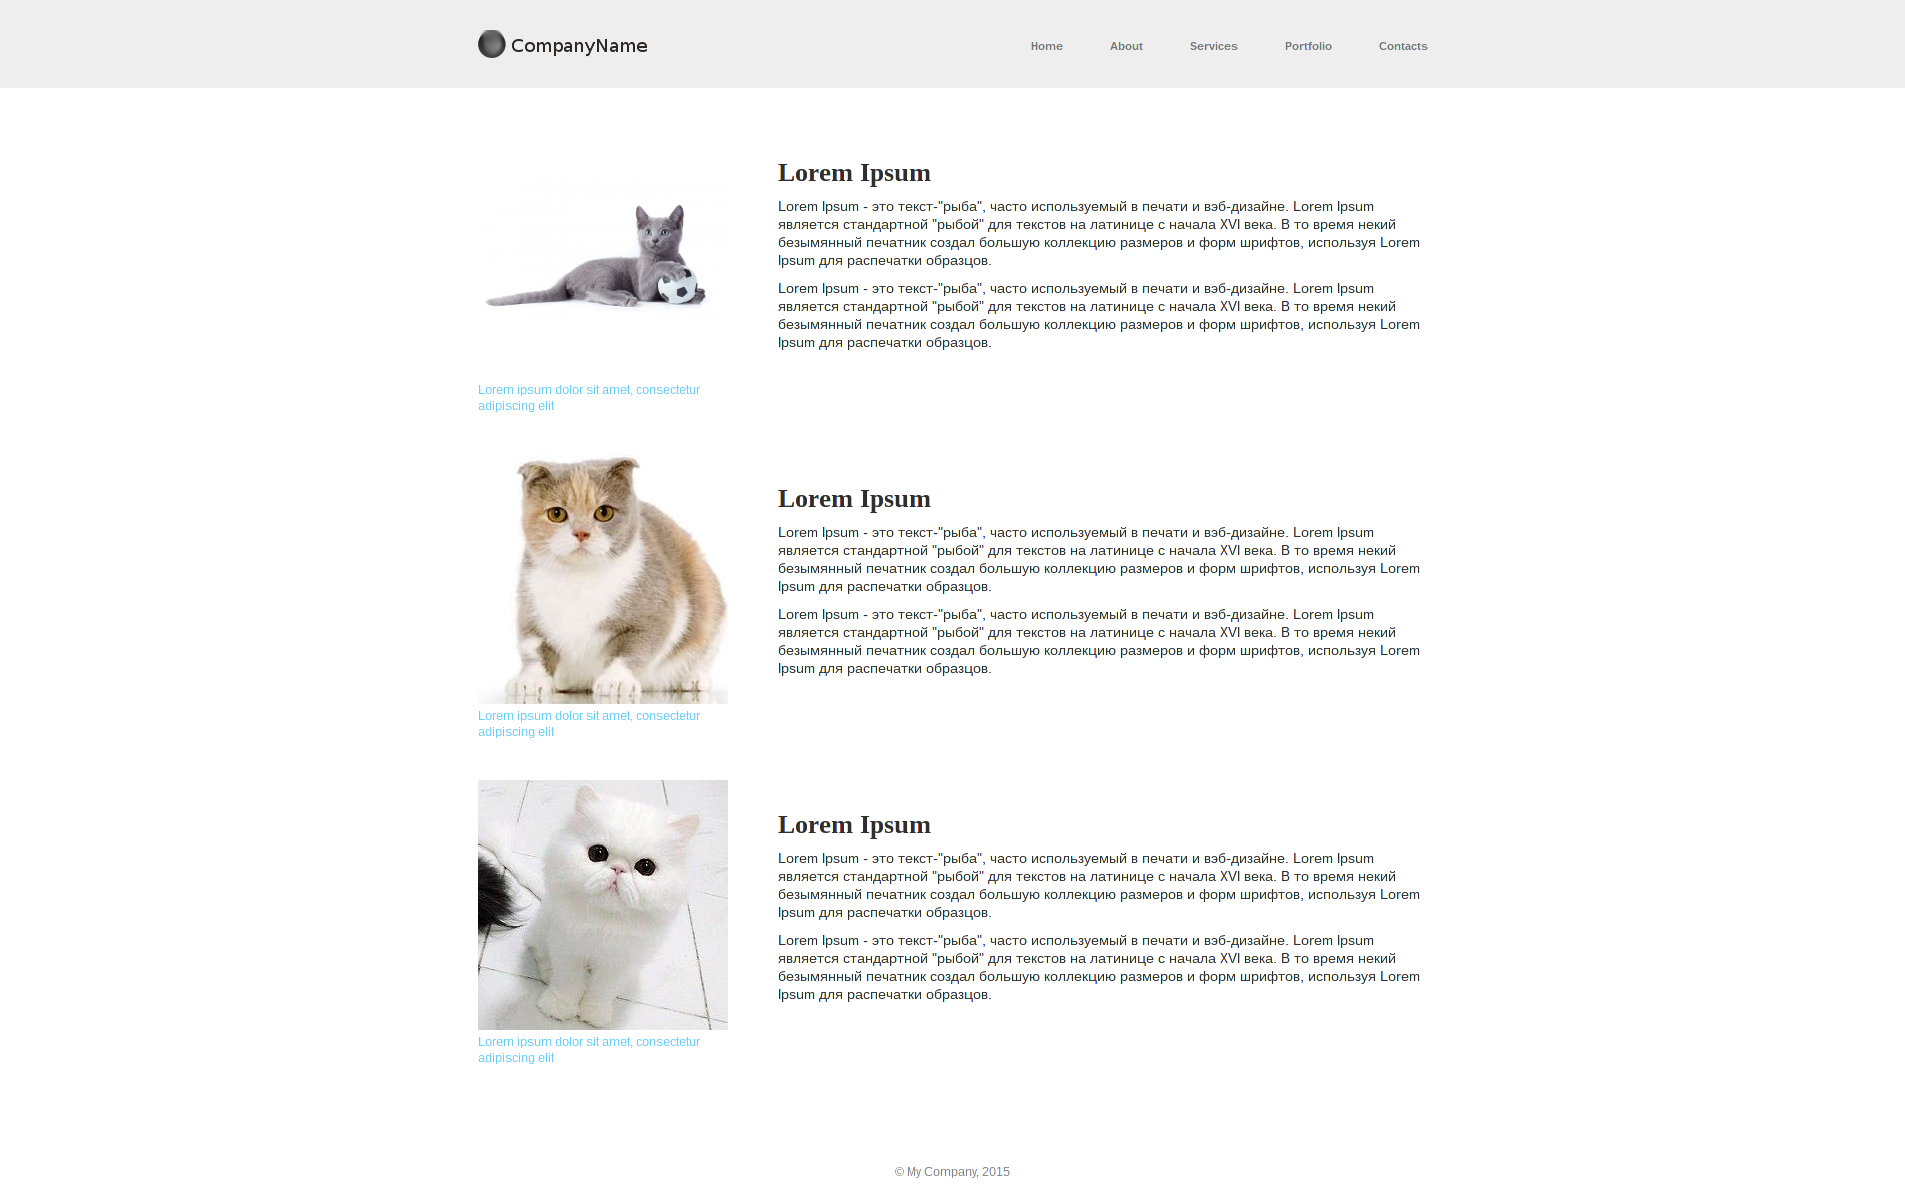 CompanyName
Home About Services Portfolio Contacts
Lorem Ipsum
Lorem Ipsum - это текст-"рыба", часто используемый в печати и вэб-дизайне. Lorem Ipsum
является стандартной "рыбой" для текстов на латинице с начала XVI века. В то время некий
безымянный печатник создал большую коллекцию размеров и форм шрифтов, используя Lorem
Ipsum для распечатки образцов.
Lorem Ipsum - это текст-"рыба", часто используемый в печати и вэб-дизайне. Lorem Ipsum
является стандартной "рыбой" для текстов на латинице с начала XVI века. В то время некий
безымянный печатник создал большую коллекцию размеров и форм шрифтов, используя Lorem
Ipsum для распечатки образцов.
Lorem ipsum dolor sit amet, consectetur
adipiscing elit
Lorem Ipsum
Lorem Ipsum - это текст-"рыба", часто используемый в печати и вэб-дизайне. Lorem Ipsum
является стандартной "рыбой" для текстов на латинице с начала XVI века. В то время некий
безымянный печатник создал большую коллекцию размеров и форм шрифтов, используя Lorem
Ipsum для распечатки образцов.
Lorem Ipsum - это текст-"рыба", часто используемый в печати и вэб-дизайне. Lorem Ipsum
является стандартной "рыбой" для текстов на латинице с начала XVI века. В то время некий
безымянный печатник создал большую коллекцию размеров и форм шрифтов, используя Lorem
Ipsum для распечатки образцов.
Lorem ipsum dolor sit amet, consectetur
adipiscing elit
Lorem Ipsum
Lorem Ipsum - это текст-"рыба", часто используемый в печати и вэб-дизайне. Lorem Ipsum
является стандартной "рыбой" для текстов на латинице с начала XVI века. В то время некий
безымянный печатник создал большую коллекцию размеров и форм шрифтов, используя Lorem
Ipsum для распечатки образцов.
Lorem Ipsum - это текст-"рыба", часто используемый в печати и вэб-дизайне. Lorem Ipsum
является стандартной "рыбой" для текстов на латинице с начала XVI века. В то время некий
безымянный печатник создал большую коллекцию размеров и форм шрифтов, используя Lorem
Ipsum для распечатки образцов.
Lorem ipsum dolor sit amet, consectetur
adipiscing elit
© My Company, 2015